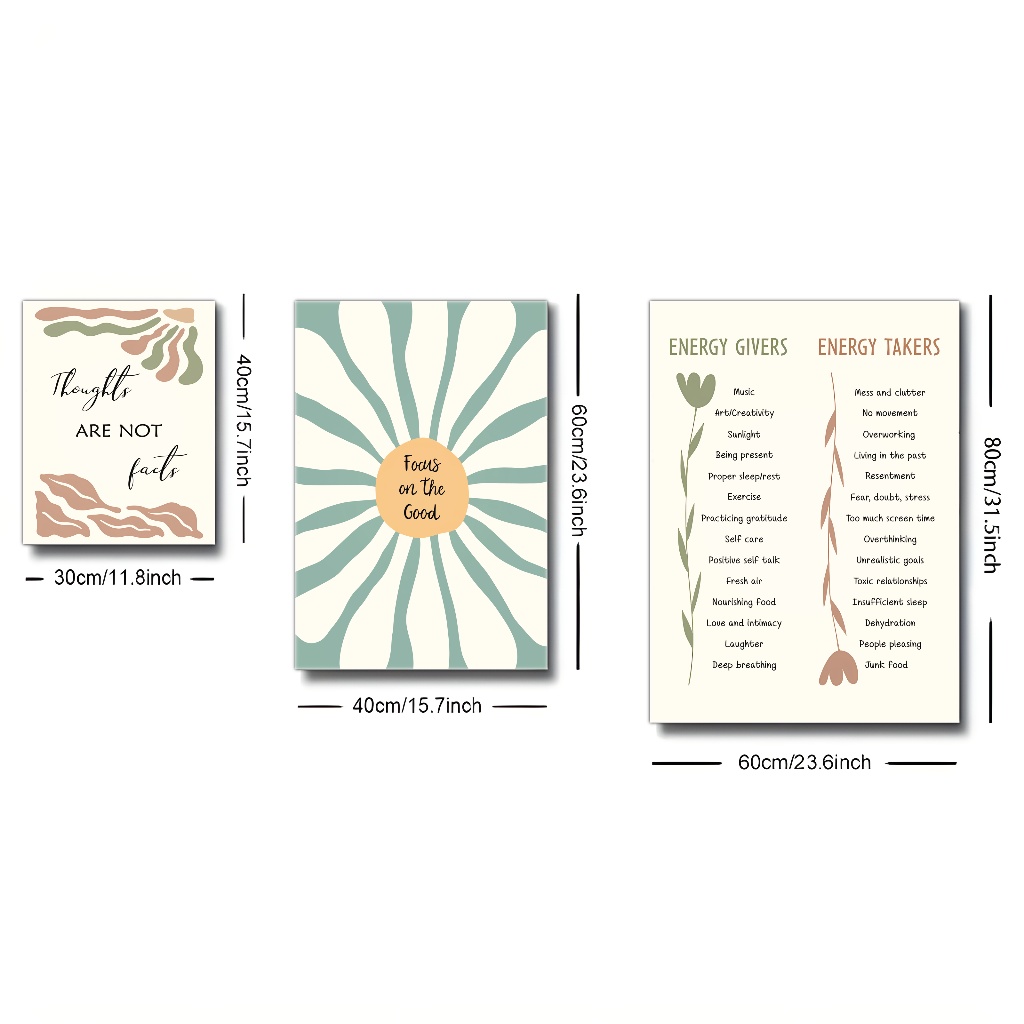 Thoughts
ARE NOT
facts
40cm/15.7inch
30cm/11.8inch
Focus
on the
Good
60cm/23.6inch
40cm/15.7inch
ENERGY GIVERS
Music
Art/Creativity
Sunlight
Being present
Proper sleep/rest
Exercise
Practicing gratitude
Self care
Positive self talk
Fresh air
Nourishing Food
Love and intimacy
Laughter
Deep breathing
ENERGY TAKERS
Mess and clutter
No movement
Overworking
Living in the past
Resentment
Fear, doubt, stress
Too much screen time
Overthinking
Unrealistic goals
Toxic relationships
Insufficient sleep
Dehydration
People pleasing
Junk food
80cm/31.5inch
60cm/23.6inch